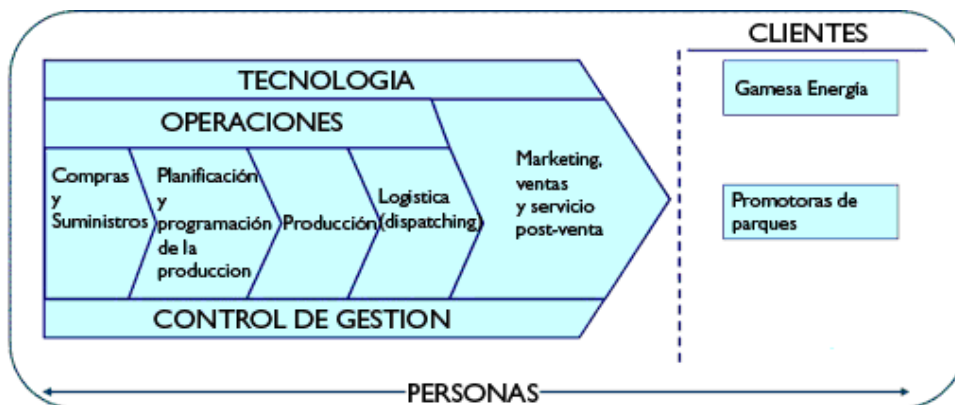 CLIENTES
TECNOLOGIA
Gamesa Energía
OPERACIONES
Compras
y
Suministros
Planificación
y
programación
de la
produccion
Producción
Logística
(dispatching)
Marketing,
ventas
y servicio
post-venta
Promotoras de
parques
CONTROL DE GESTION
PERSONAS